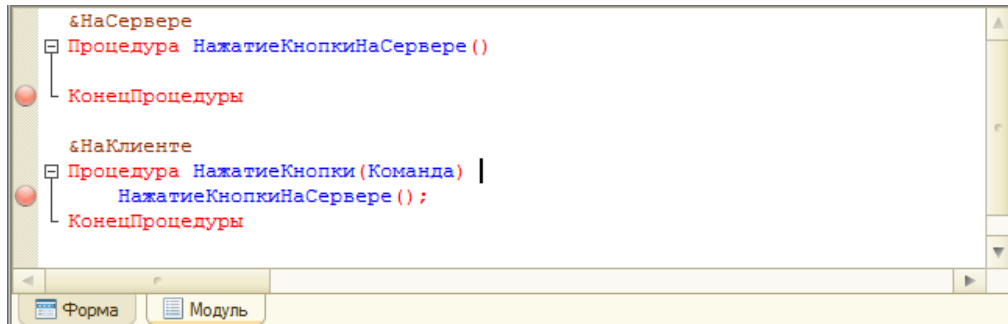 &НаСервере
Процедура НажатиеКнопкиНаСервере()
КонецПроцедуры
&НаКлиенте
Процедура НажатиеКнопки(Команда)
НажатиеКнопкиНаСервере();
КонецПроцедуры
Форма Модуль